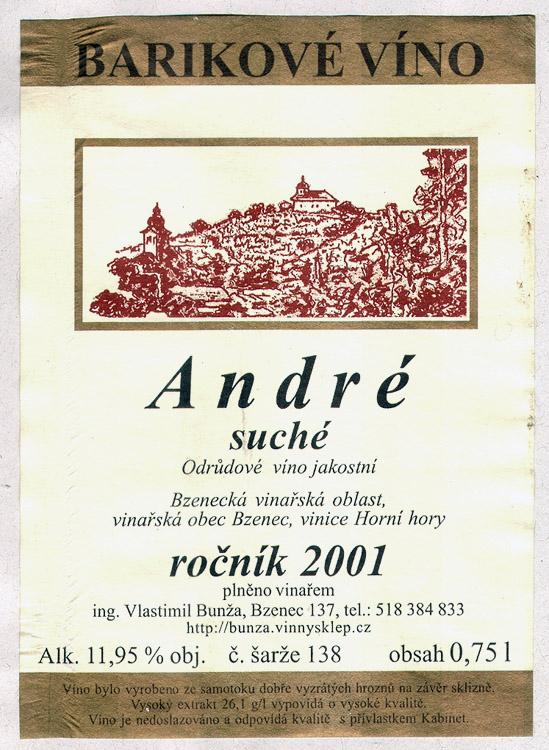 BARIKOVÉ VÍNO
André
suché
Odrůdové víno jakostní
Bzenecká vinařská oblast,
vinařská obec Bzenec, vinice Horní hory
ročník 2001
plněno vinařem
ing. Vlastimil Bunža, Bzenec 137, tel.: 518 384 833
http://bunza.vinnysklep.cz
Alk. 11,95 % obj. č. šarže 138 obsah 0,75 l
Víno bylo vyrobeno ze samotoku dobře vyzrátých hroznů na závěr sklizně.
Vysoký extrakt 26,1 g/l vypovídá o vysoké kvalitě.
Víno je nedoslazováno a odpovídá kvalitě s přívlastkem Kabinet.